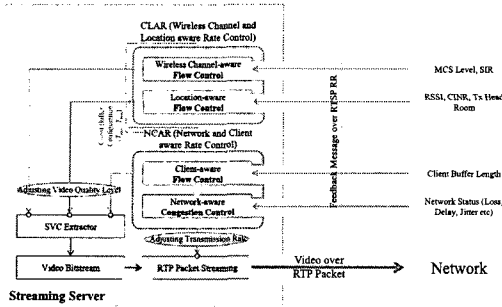 CLAR (Wireless Channel and
Location aware Rate Control)
Wireless Channel-aware
Flow Control
Location-aware
Flow Control
NCAR (Network and Client
aware Rate Control)
Client-aware
Flow Control
Network-aware
Congestion Control
Adjusting Video Quality Level
SVC Extractor
Adjusting Transmission Rate
Video Bitstream
RTP Packet Streaming
Streaming Server
Feedback Message over RTSP RR
MCS Level, SIR
RSSI, CINR, Tx Head
Room
Client Buffer Length
Network Status (Loss,
Delay, Jitter etc)
Video over
RTP Packet
Network